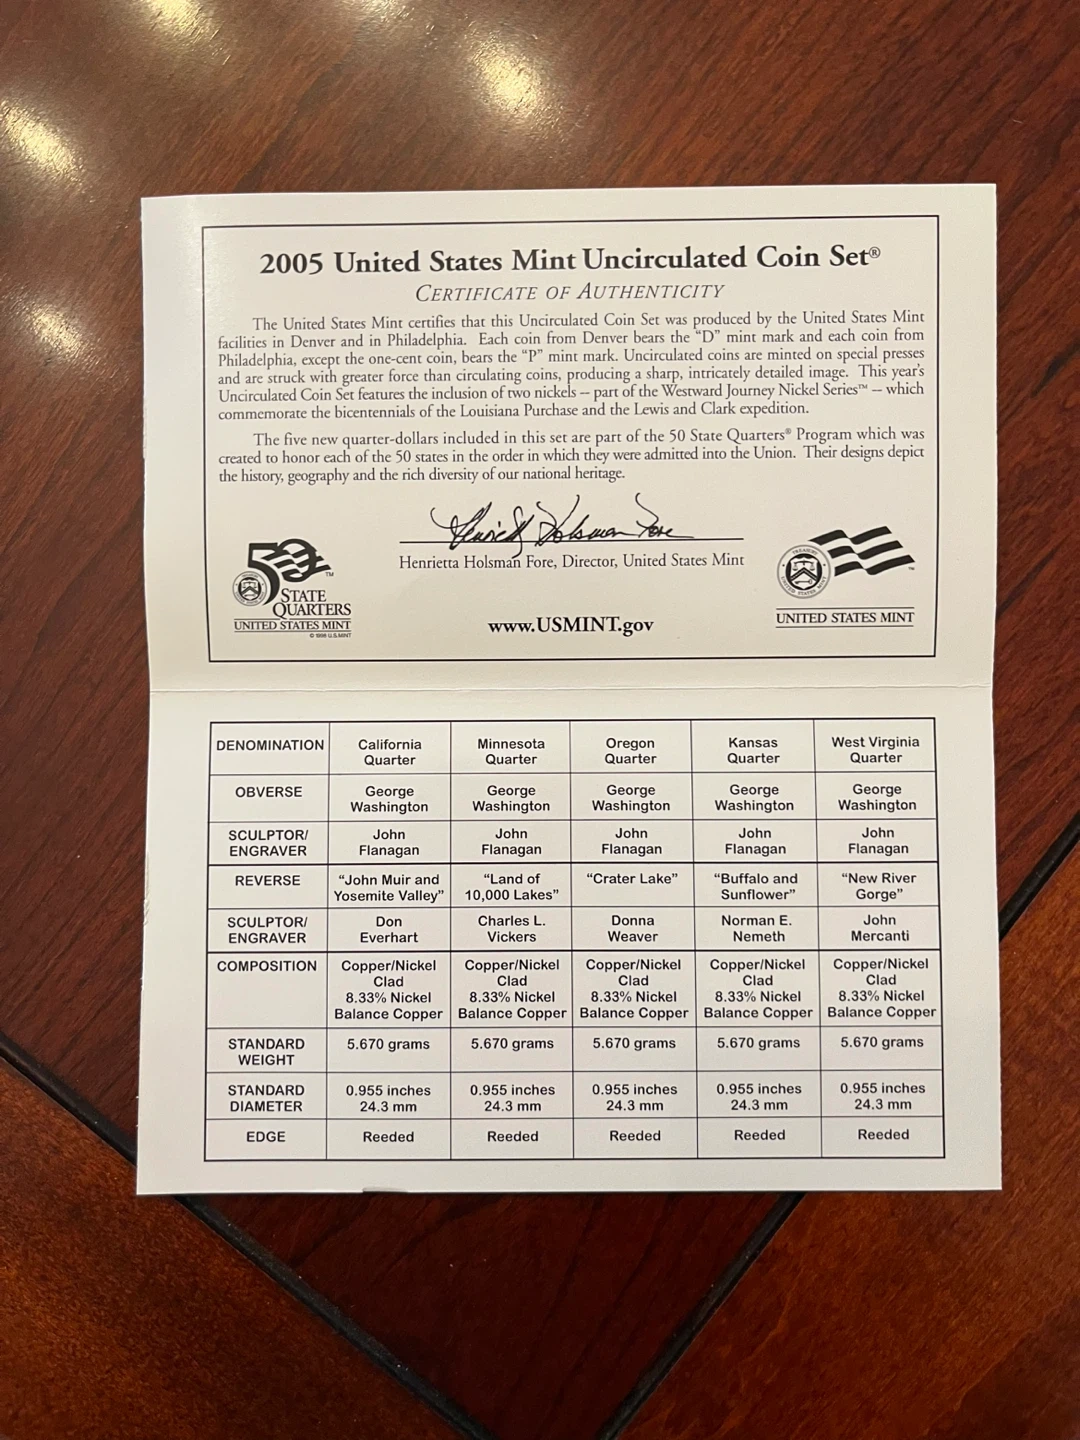 2005 United States Mint Uncirculated Coin Set®
CERTIFICATE OF AUTHENTICITY
The United States Mint certifies that this Uncirculated Coin Set was produced by the United States Mint
facilities in Denver and in Philadelphia. Each coin from Denver bears the “D” mint mark and each coin from
Philadelphia, except the one-cent coin, bears the “P” mint mark. Uncirculated coins are minted on special presses
and are struck with greater force than circulating coins, producing a sharp, intricately detailed image. This year’s
Uncirculated Coin Set features the inclusion of two nickels – part of the Westward Journey Nickel Series™ – which
commemorate the bicentennials of the Louisiana Purchase and the Lewis and Clark expedition.
The five new quarter-dollars included in this set are part of the 50 State Quarters® Program which was
created to honor each of the 50 states in the order in which they were admitted into the Union. Their designs depict
the history, geography and the rich diversity of our national heritage.
Henrietta Holsman Fore
Henrietta Holsman Fore, Director, United States Mint
50™
STATE
QUARTERS
UNITED STATES MINT
© 1998 U.S. MINT
www.USMINT.gov
TREASURY
UNITED STATES MINT
™
UNITED STATES MINT
DENOMINATION California Quarter Minnesota Quarter Oregon Quarter Kansas Quarter West Virginia Quarter
OBVERSE George Washington George Washington George Washington George Washington George Washington
SCULPTOR/ ENGRAVER John Flanagan John Flanagan John Flanagan John Flanagan John Flanagan
REVERSE “John Muir and Yosemite Valley” “Land of 10,000 Lakes” “Crater Lake” “Buffalo and Sunflower” “New River Gorge”
SCULPTOR/ ENGRAVER Don Everhart Charles L. Vickers Donna Weaver Norman E. Nemeth John Mercanti
COMPOSITION Copper/Nickel Clad 8.33% Nickel Balance Copper Copper/Nickel Clad 8.33% Nickel Balance Copper Copper/Nickel Clad 8.33% Nickel Balance Copper Copper/Nickel Clad 8.33% Nickel Balance Copper Copper/Nickel Clad 8.33% Nickel Balance Copper
STANDARD WEIGHT 5.670 grams 5.670 grams 5.670 grams 5.670 grams 5.670 grams
STANDARD DIAMETER 0.955 inches 24.3 mm 0.955 inches 24.3 mm 0.955 inches 24.3 mm 0.955 inches 24.3 mm 0.955 inches 24.3 mm
EDGE Reeded Reeded Reeded Reeded Reeded